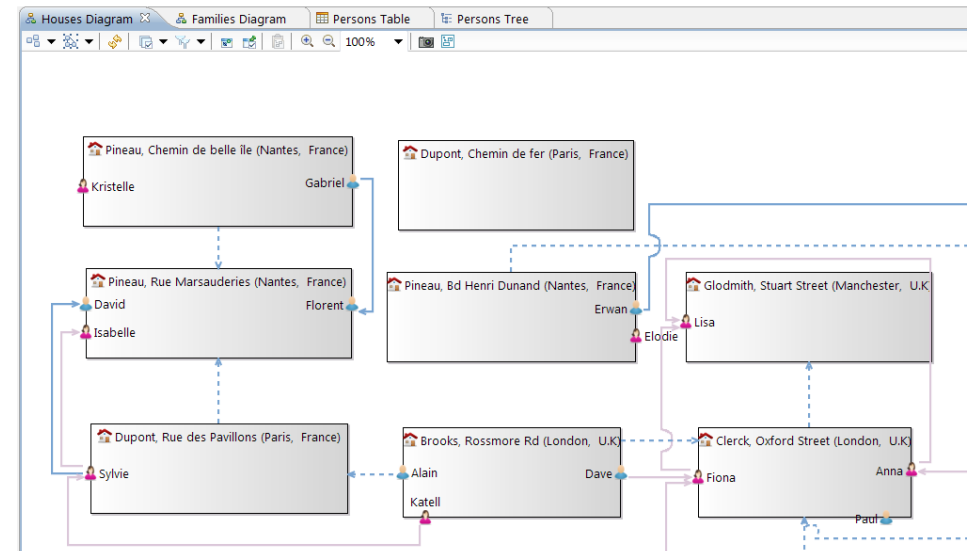 Houses Diagram
Families Diagram
Persons Table
Persons Tree
100%
Pineau, Chemin de belle île (Nantes, France)
Kristelle
Gabriel
Dupont, Chemin de fer (Paris, France)
Pineau, Rue Marsauderies (Nantes, France)
David
Florent
Isabelle
Pineau, Bd Henri Dunand (Nantes, France)
Erwan
Elodie
Glodmith, Stuart Street (Manchester, U.K
Lisa
Dupont, Rue des Pavillons (Paris, France)
Sylvie
Brooks, Rossmore Rd (London, U.K)
Alain
Dave
Katell
Clerck, Oxford Street (London, U.K)
Fiona
Anna
Paul